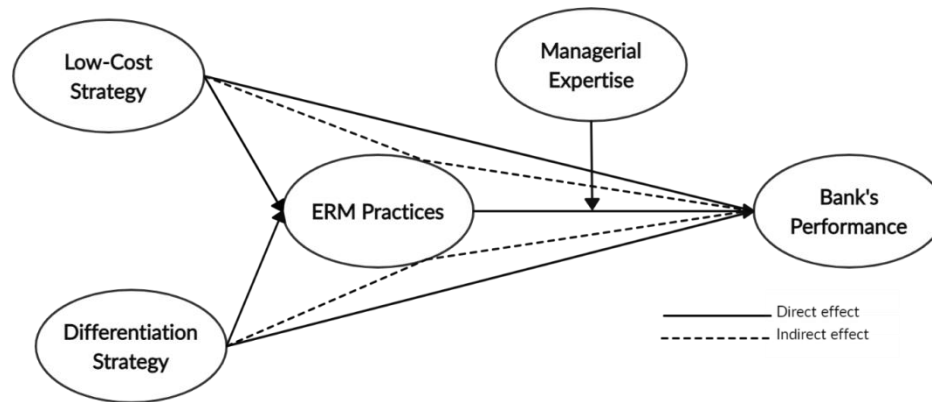 Low-Cost
Strategy
Managerial
Expertise
ERM Practices
Bank's
Performance
Differentiation
Strategy
Direct effect
Indirect effect